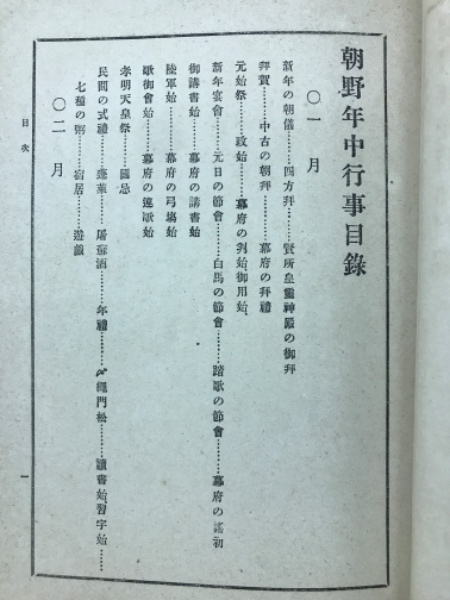 朝野年中行事目錄
〇一月
新年の朝儀………四方拜………賢所皇靈神殿の御拜
拜賀………中古の朝拜………幕府の拜禮
元始祭………政始………幕府の判始、御用始、
新年宴會………元日の節會………白馬の節會………踏歌の節會………幕府の謠初
御講書始………幕府の講書始
陸軍始………幕府の弓場始
歌御會始………幕府の連歌始
孝明天皇祭………國忌
民間の式禮………蓬萊………屠蘇酒………年禮………〆繩門松………讀書始、習字始……
七種の粥………宿居………遊戲
〇二月
目次
一